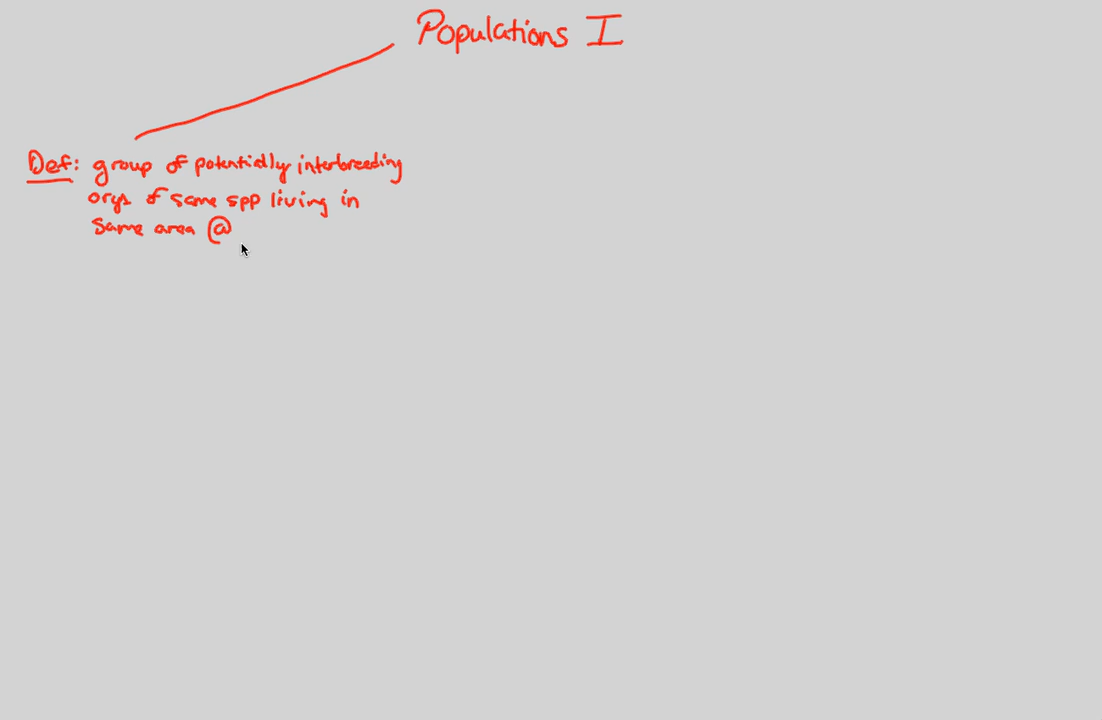 Populations I
Def: group of potentially interbreeding
orgs of same spp living in
same area @